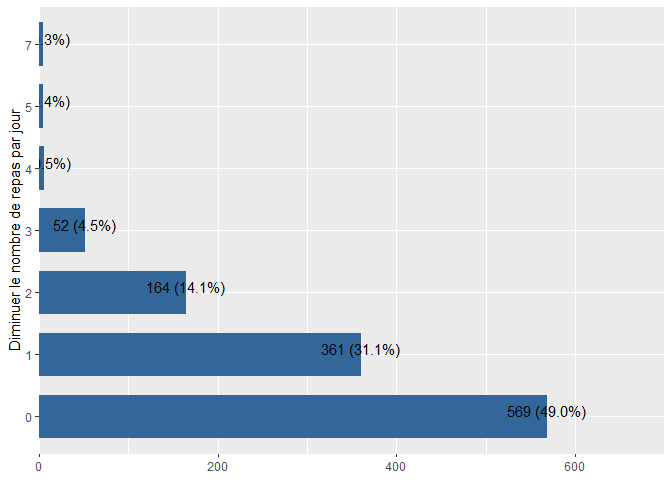 Diminuer le nombre de repas par jour
7 3%)
5 4%)
4 .5%)
3 52 (4.5%)
2 164 (14.1%)
1 361 (31.1%)
0 569 (49.0%)
0 200 400 600